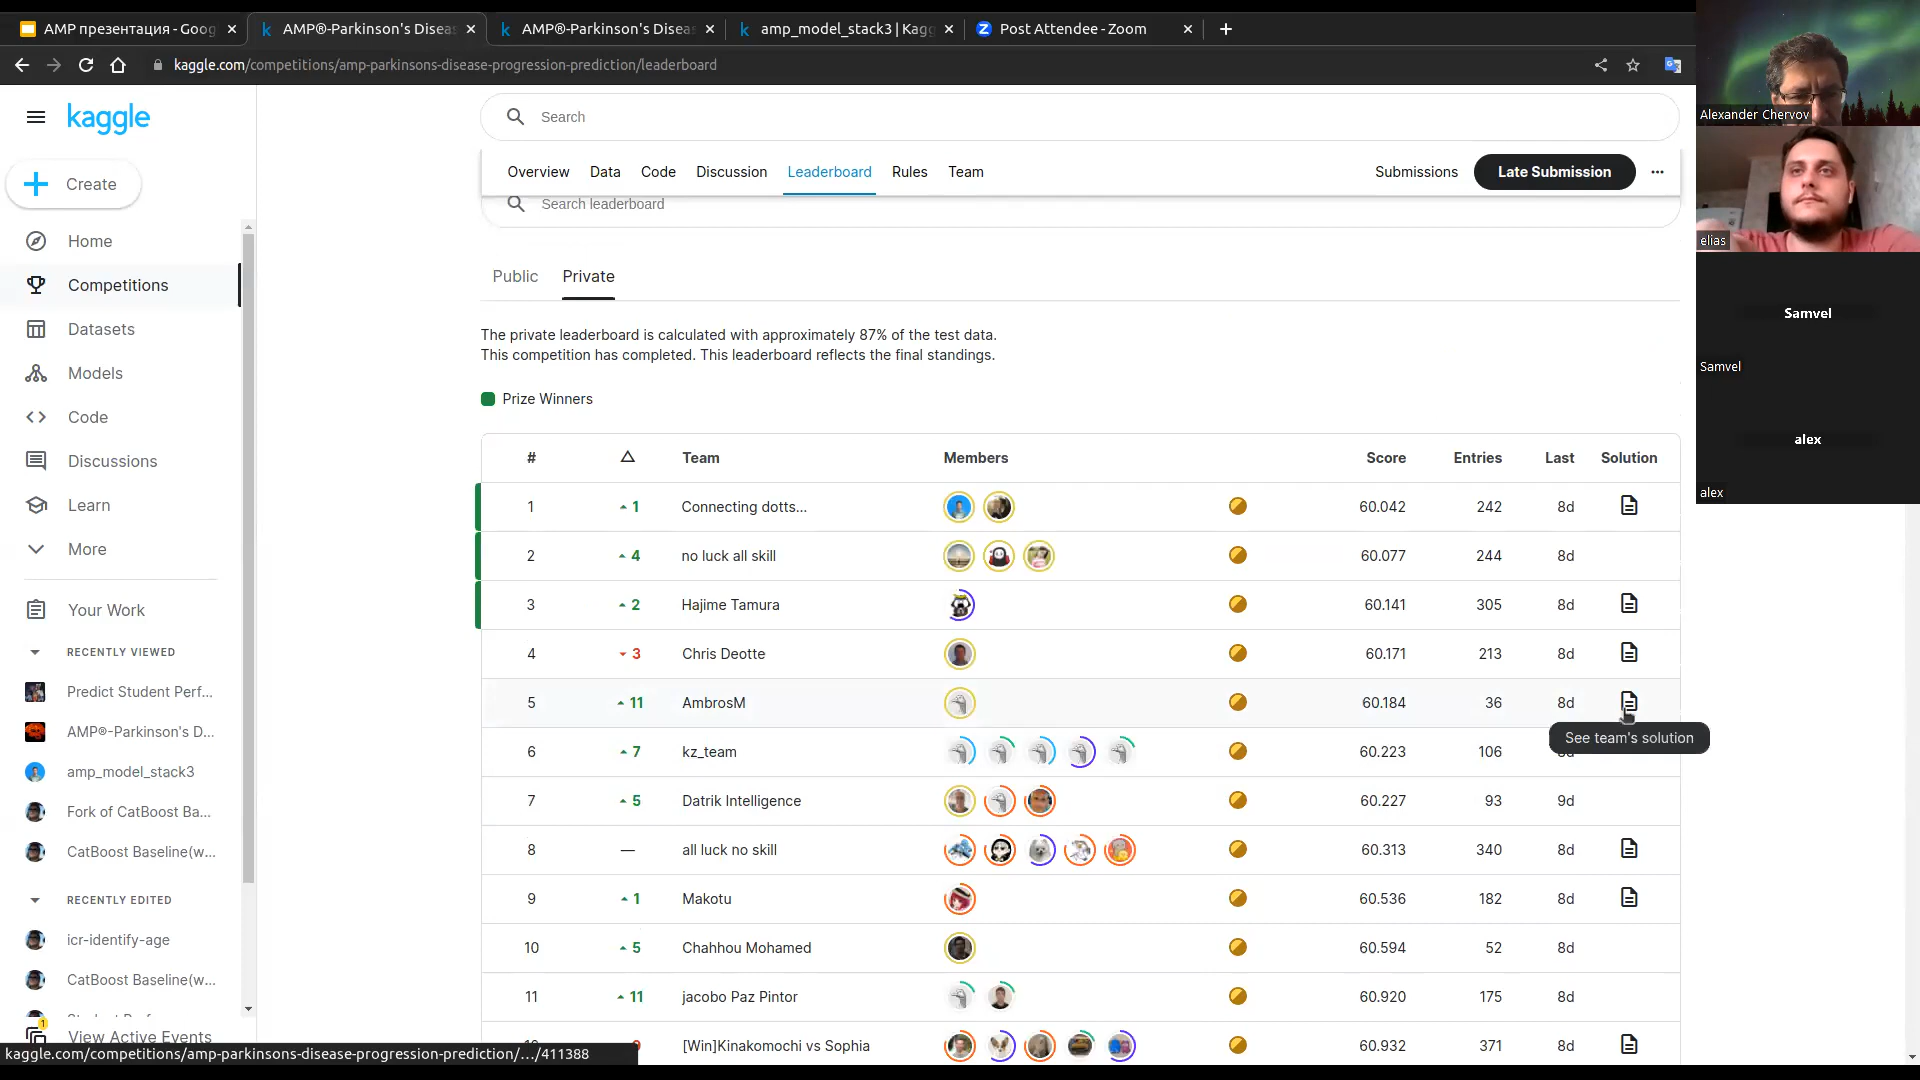 AMP презентация - Goog
AMP®-Parkinson's Diseas
AMP®-Parkinson's Diseas
amp_model_stack3 | Kagg
Post Attendee - Zoom
kaggle.com/competitions/amp-parkinsons-disease-progression-prediction/leaderboard
kaggle
Search
Overview Data Code Discussion Leaderboard Rules Team Submissions Late Submission
Search leaderboard
Create
Home
Competitions
Datasets
Models
Code
Discussions
Learn
More
Your Work
RECENTLY VIEWED
Predict Student Perf...
AMP®-Parkinson's D...
amp_model_stack3
Fork of CatBoost Ba...
CatBoost Baseline(w...
RECENTLY EDITED
icr-identify-age
CatBoost Baseline(w...
1
View Active Events
kaggle.com/competitions/amp-parkinsons-disease-progression-prediction/.../411388
Public Private
The private leaderboard is calculated with approximately 87% of the test data.
This competition has completed. This leaderboard reflects the final standings.
Prize Winners
# △ Team Members Score Entries Last Solution
1 1 Connecting dotts... 60.042 242 8d
2 4 no luck all skill 60.077 244 8d
3 2 Hajime Tamura 60.141 305 8d
4 3 Chris Deotte 60.171 213 8d
5 11 AmbrosM 60.184 36 8d
See team's solution
6 7 kz_team 60.223 106
7 5 Datrik Intelligence 60.227 93 9d
8 — all luck no skill 60.313 340 8d
9 1 Makotu 60.536 182 8d
10 5 Chahhou Mohamed 60.594 52 8d
11 11 jacobo Paz Pintor 60.920 175 8d
[Win]Kinakomochi vs Sophia 60.932 371 8d
Alexander Chervov
elias
Samvel
Samvel
alex
alex